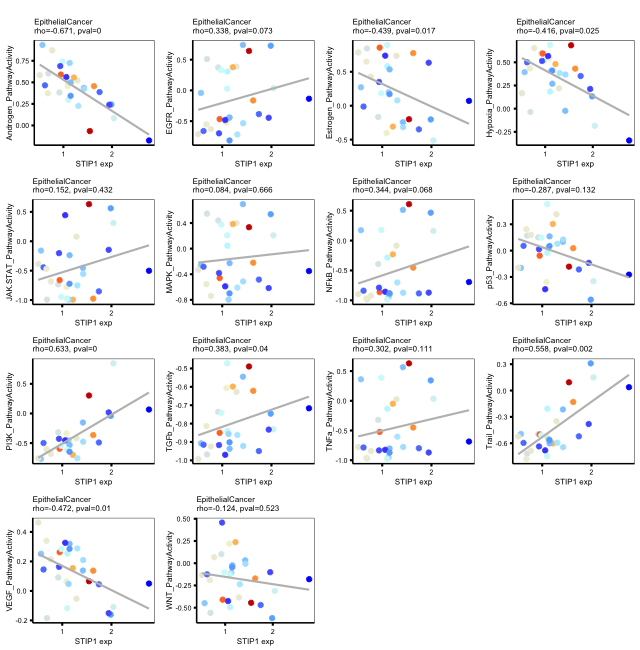 EpithelialCancer
rho=-0.671, pval=0
EpithelialCancer
rho=0.338, pval=0.073
EpithelialCancer
rho=-0.439, pval=0.017
EpithelialCancer
rho=-0.416, pval=0.025
Androgen_PathwayActivity
0.75
0.50
0.25
0.00
1 2
STIP1 exp
EGFR_PathwayActivity
0.5
0.0
-0.5
1 2
STIP1 exp
Estrogen_PathwayActivity
0.5
0.0
-0.5
1 2
STIP1 exp
Hypoxia_PathwayActivity
0.50
0.25
0.00
-0.25
1 2
STIP1 exp
EpithelialCancer
rho=0.152, pval=0.432
EpithelialCancer
rho=0.084, pval=0.666
EpithelialCancer
rho=0.344, pval=0.068
EpithelialCancer
rho=-0.287, pval=0.132
JAK.STAT_PathwayActivity
0.5
0.0
-0.5
-1.0
1 2
STIP1 exp
MAPK_PathwayActivity
0.4
0.0
-0.4
-0.8
1 2
STIP1 exp
NFkB_PathwayActivity
0.5
0.0
-0.5
-1.0
1 2
STIP1 exp
p53_PathwayActivity
0.3
0.0
-0.3
-0.6
1 2
STIP1 exp
EpithelialCancer
rho=0.633, pval=0
EpithelialCancer
rho=0.383, pval=0.04
EpithelialCancer
rho=0.302, pval=0.111
EpithelialCancer
rho=0.558, pval=0.002
PI3K_PathwayActivity
0.5
0.0
-0.5
1 2
STIP1 exp
TGFb_PathwayActivity
-0.5
-0.6
-0.7
-0.8
-0.9
-1.0
1 2
STIP1 exp
TNFa_PathwayActivity
0.5
0.0
-0.5
-1.0
1 2
STIP1 exp
Trail_PathwayActivity
0.3
0.0
-0.3
-0.6
1 2
STIP1 exp
EpithelialCancer
rho=-0.472, pval=0.01
EpithelialCancer
rho=-0.124, pval=0.523
VEGF_PathwayActivity
0.4
0.2
0.0
-0.2
1 2
STIP1 exp
WNT_PathwayActivity
0.50
0.25
0.00
-0.25
-0.50
1 2
STIP1 exp